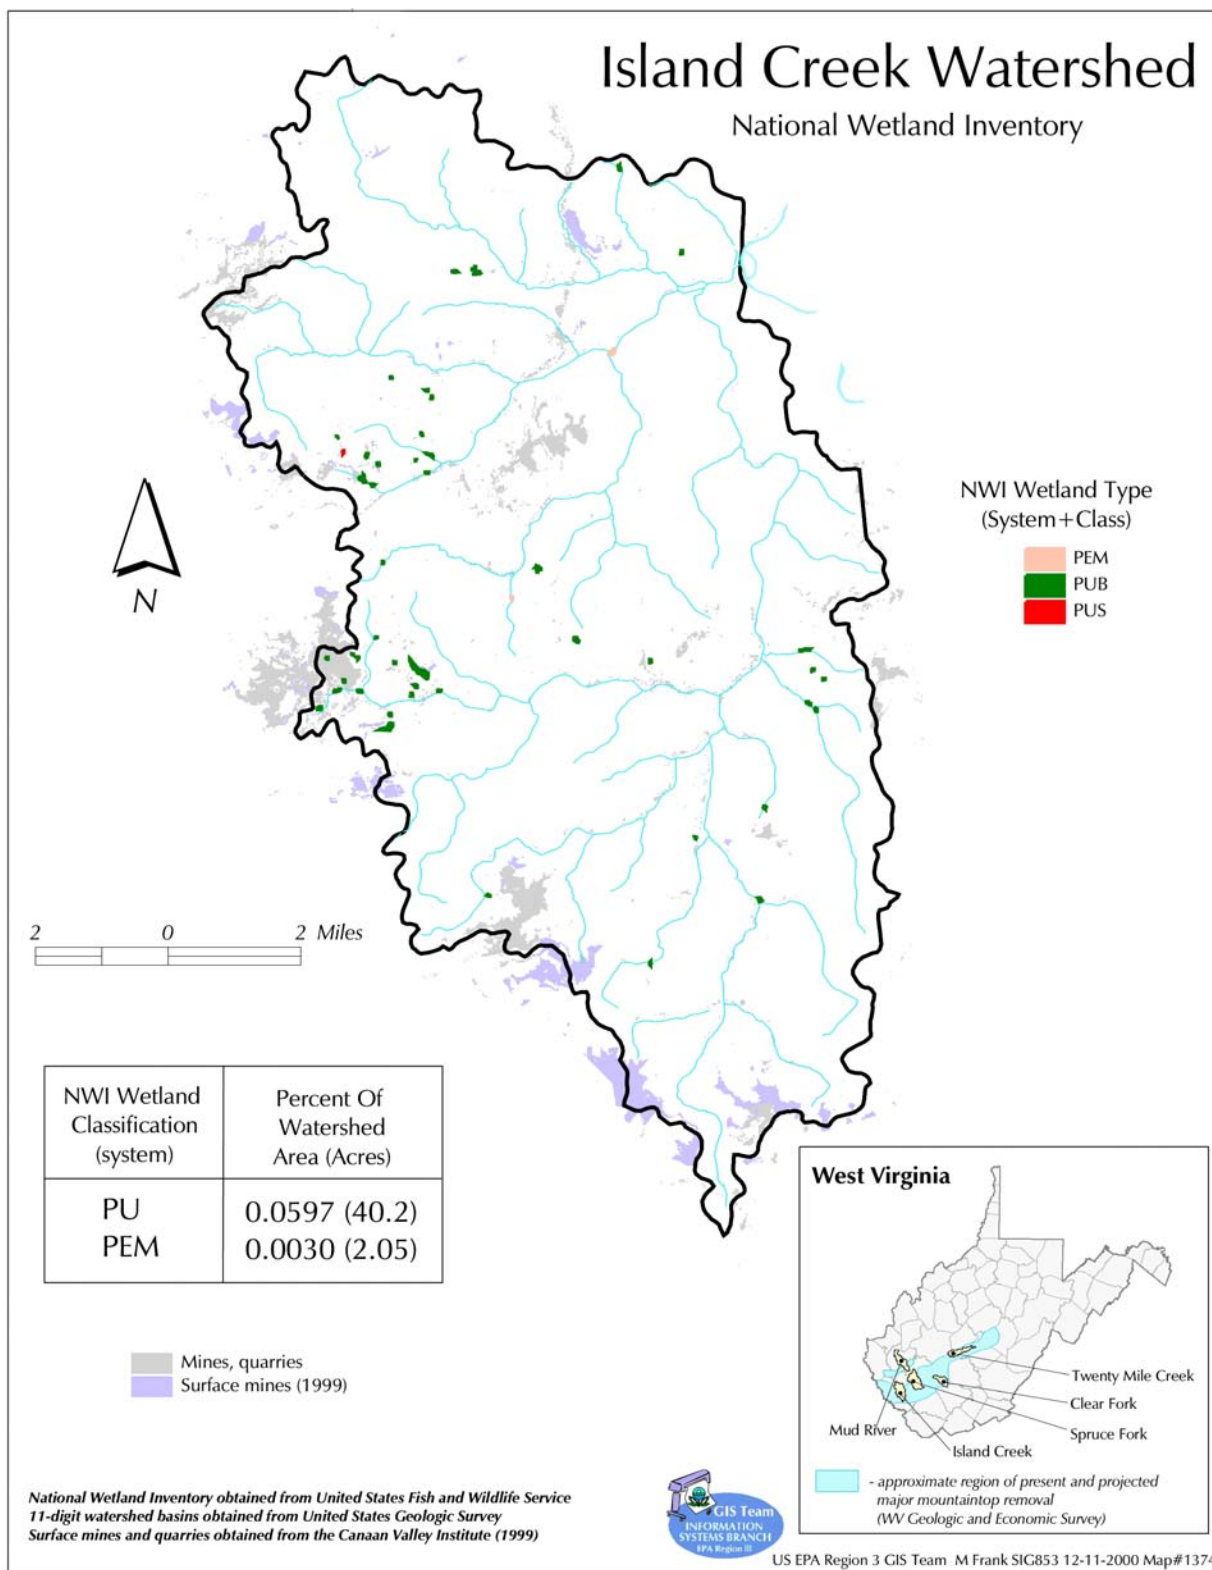 Island Creek Watershed
National Wetland Inventory
NWI Wetland Type
(System+Class)
PEM
PUB
PUS
N
2 0 2 Miles
NWI Wetland
Classification
(system)
Percent Of
Watershed
Area (Acres)
PU 0.0597 (40.2)
PEM 0.0030 (2.05)
Mines, quarries
Surface mines (1999)
West Virginia
Twenty Mile Creek
Clear Fork
Spruce Fork
Mud River
Island Creek
- approximate region of present and projected
major mountaintop removal
(WV Geologic and Economic Survey)
National Wetland Inventory obtained from United States Fish and Wildlife Service
11-digit watershed basins obtained from United States Geologic Survey
Surface mines and quarries obtained from the Canaan Valley Institute (1999)
GIS Team
INFORMATION
SYSTEMS BRANCH
EPA Region III
US EPA Region 3 GIS Team M Frank SIG853 12-11-2000 Map#1374